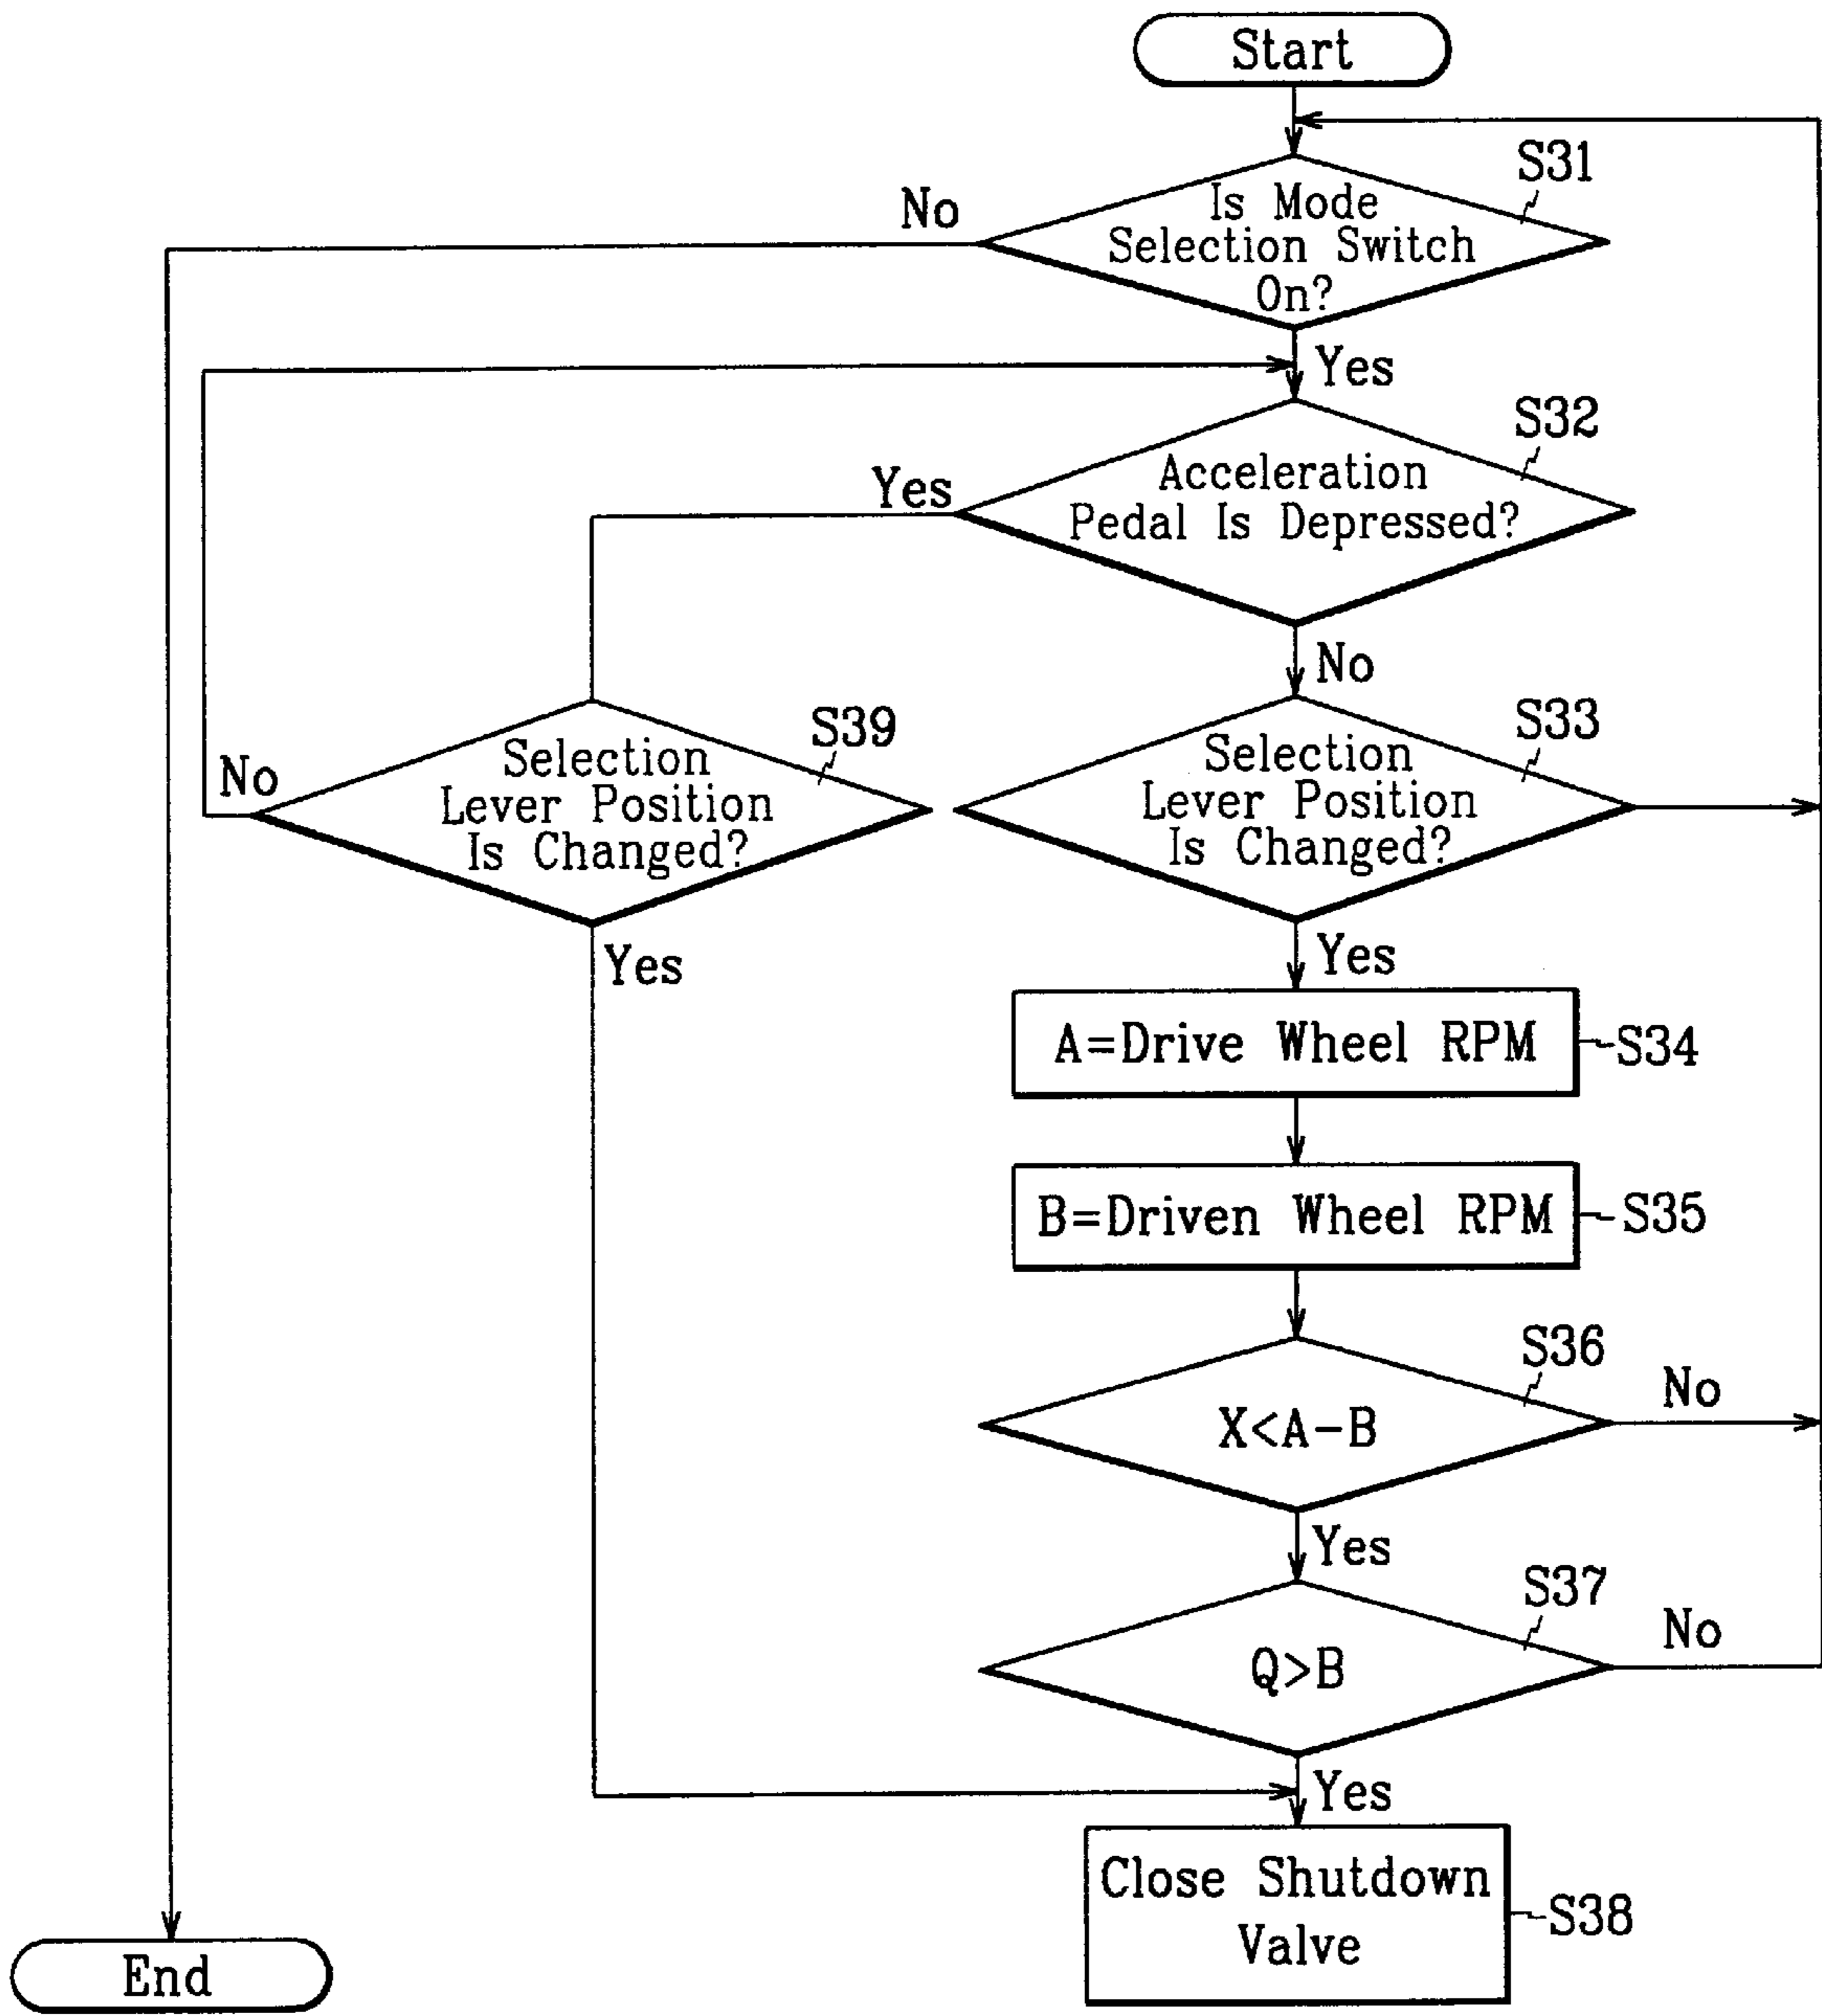 Start
S31
No
Is Mode
Selection Switch
On?
Yes
S32
Yes
Acceleration
Pedal Is Depressed?
No
S39
No
Selection
Lever Position
Is Changed?
Yes
S33
Selection
Lever Position
Is Changed?
Yes
A=Drive Wheel RPM
S34
B=Driven Wheel RPM
S35
S36
X<A-B
No
Yes
S37
Q>B
No
Yes
Close Shutdown
Valve
S38
End